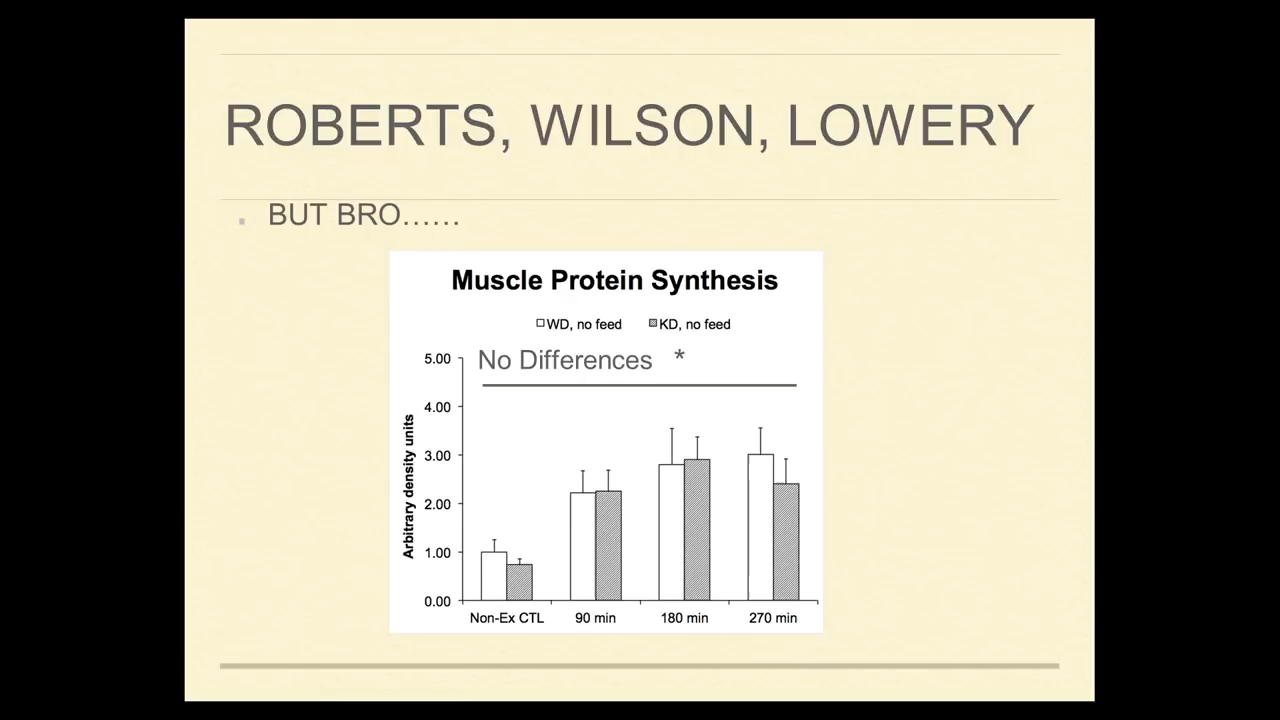 ROBERTS, WILSON, LOWERY
BUT BRO......
Muscle Protein Synthesis
WD, no feed KD, no feed
No Differences *
5.00
4.00
3.00
2.00
1.00
0.00
Arbitrary density units
Non-Ex CTL 90 min 180 min 270 min